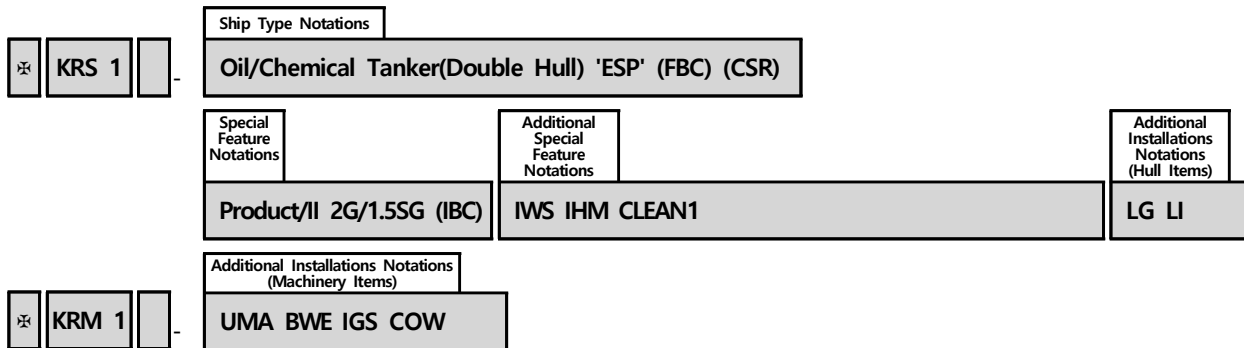 Ship Type Notations
✠ KRS 1 - Oil/Chemical Tanker(Double Hull) 'ESP' (FBC) (CSR)
Special
Feature
Notations
Additional
Special
Feature
Notations
Additional
Installations
Notations
(Hull Items)
Product/II 2G/1.5SG (IBC) IWS IHM CLEAN1 LG LI
Additional Installations Notations
(Machinery Items)
✠ KRM 1 - UMA BWE IGS COW